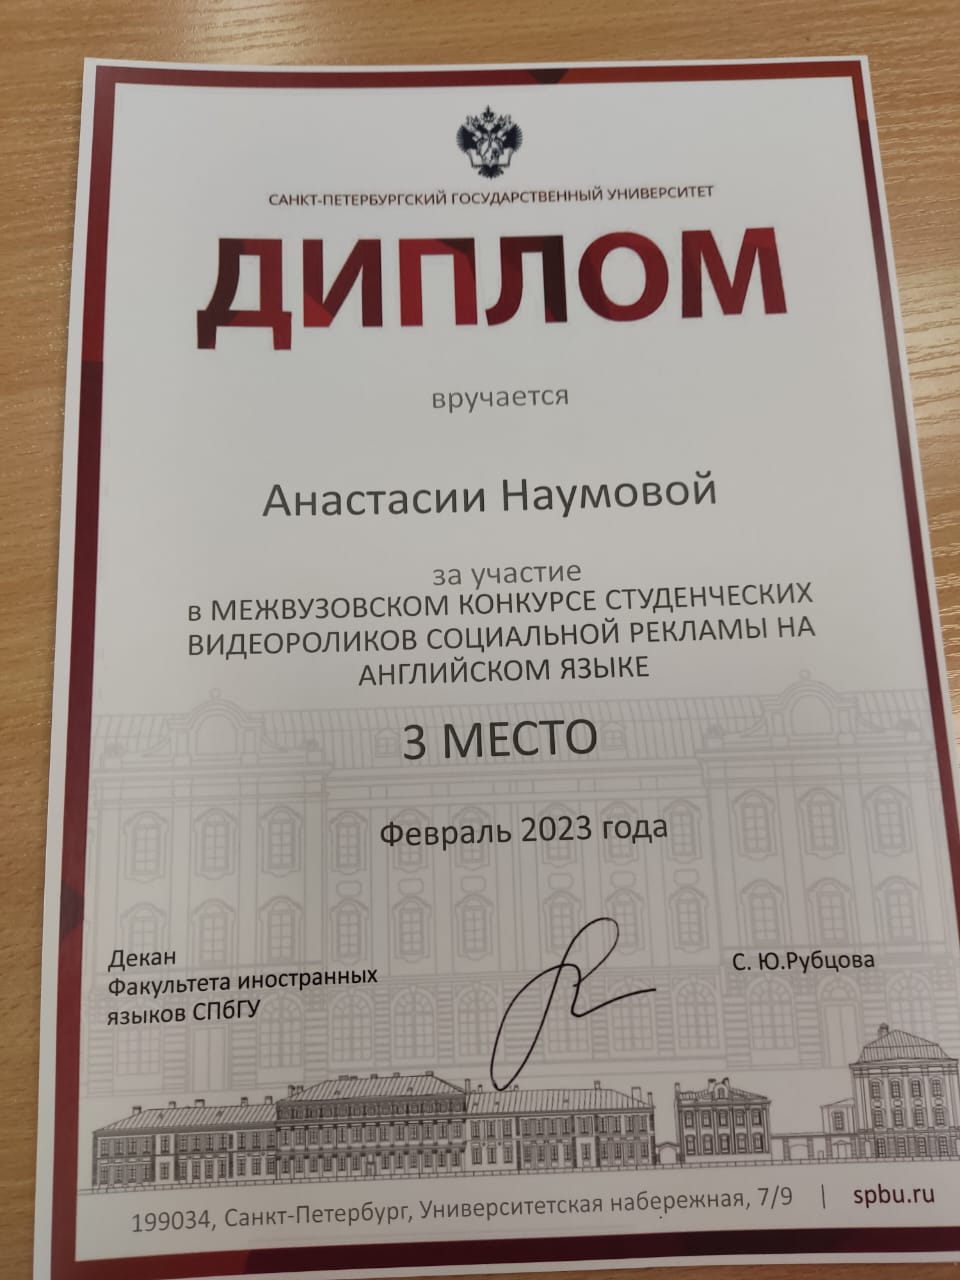 САНКТ-ПЕТЕРБУРГСКИЙ ГОСУДАРСТВЕННЫЙ УНИВЕРСИТЕТ
ДИПЛОМ
вручается
Анастасии Наумовой
за участие
в МЕЖВУЗОВСКОМ КОНКУРСЕ СТУДЕНЧЕСКИХ
ВИДЕОРОЛИКОВ СОЦИАЛЬНОЙ РЕКЛАМЫ НА
АНГЛИЙСКОМ ЯЗЫКЕ
3 МЕСТО
Февраль 2023 года
Декан
Факультета иностранных
языков СПбГУ
С. Ю.Рубцова
199034, Санкт-Петербург, Университетская набережная, 7/9 | spbu.ru